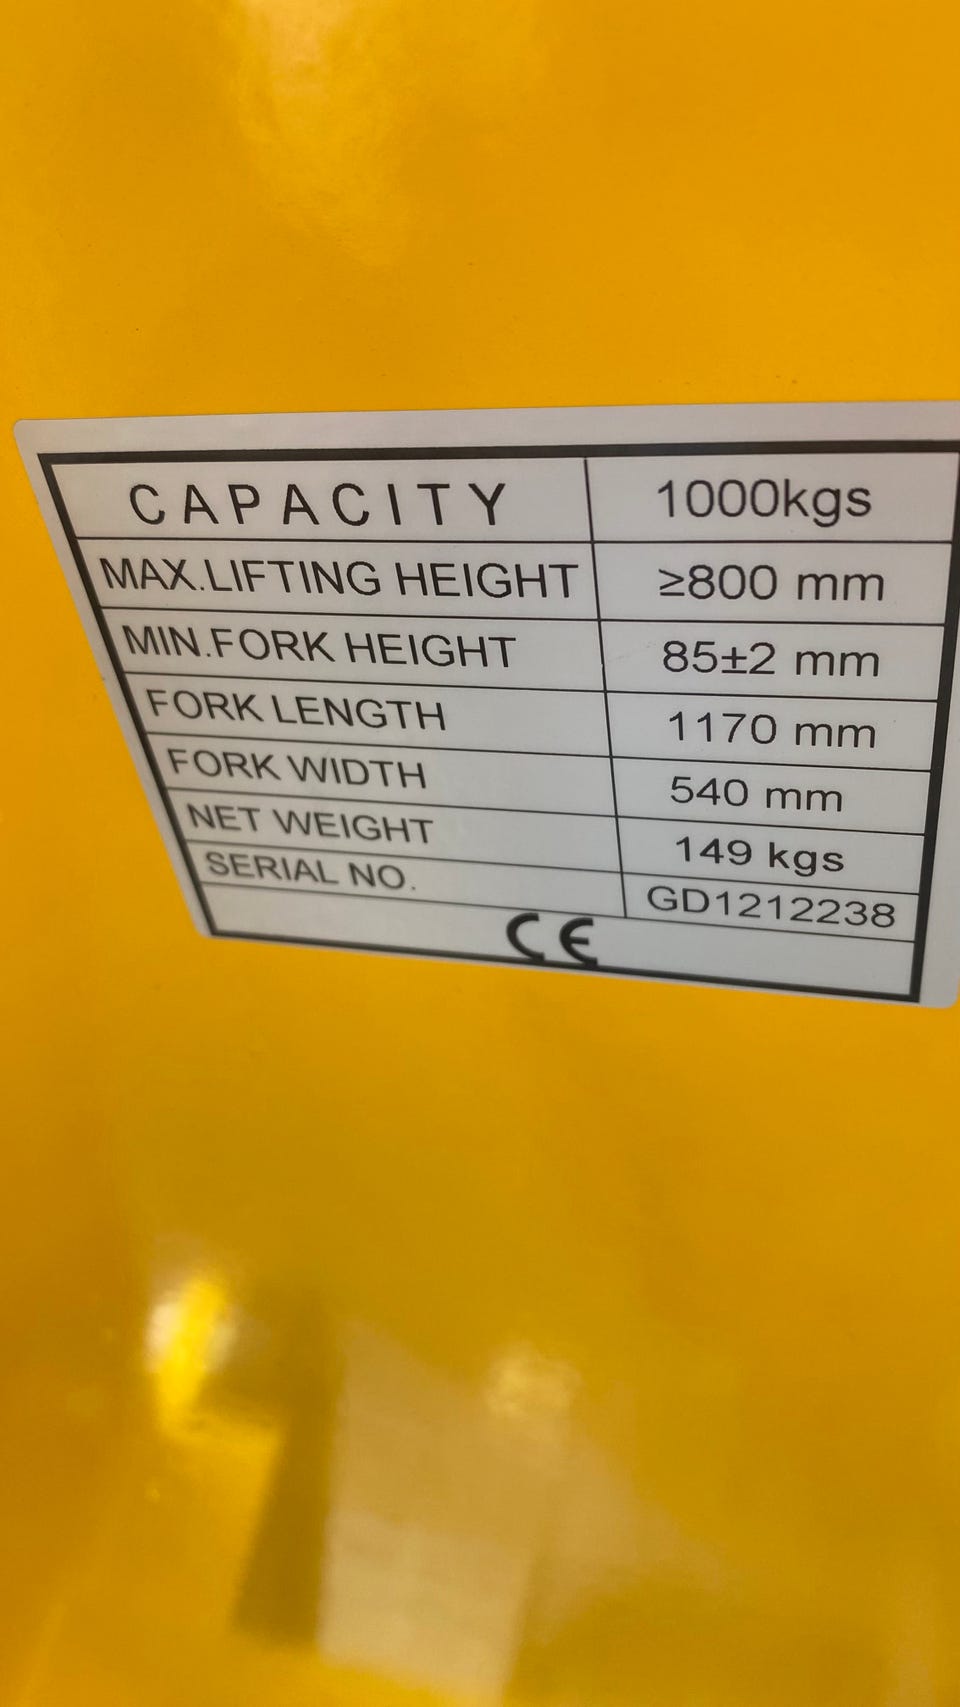 CAPACITY 1000kgs
MAX.LIFTING HEIGHT ≥800 mm
MIN.FORK HEIGHT 85±2 mm
FORK LENGTH 1170 mm
FORK WIDTH 540 mm
NET WEIGHT 149 kgs
SERIAL NO. GD1212238
CE